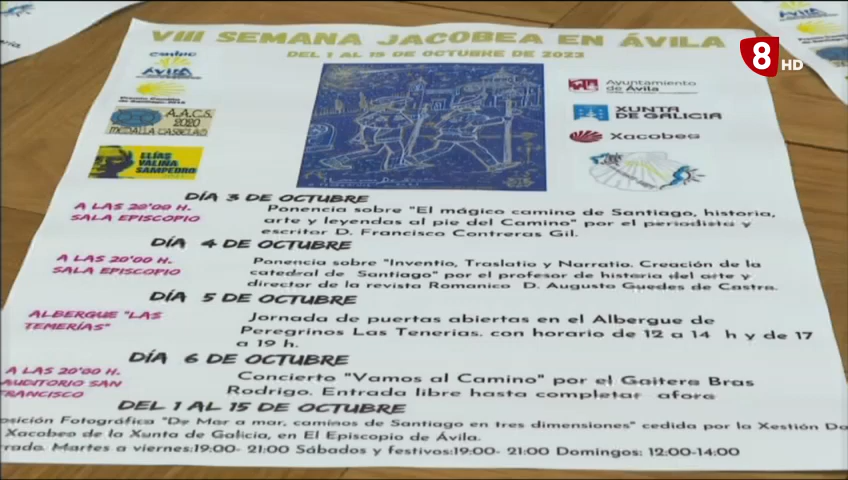 VIII SEMANA JACOBEA EN ÁVILA
DEL 1 AL 15 DE OCTUBRE DE 2023
8 HD
ÁVILA
A.A.C.S.
2020
ELÍAS
VALIÑA
SAMPEDRO
Ayuntamiento
de Ávila
XUNTA
DE GALICIA
Xacobeo
DÍA 3 DE OCTUBRE
A LAS 20'00 H.
SALA EPISCOPIO
Ponencia sobre "El mágico camino de Santiago, historia,
arte y leyendas al pie del Camino" por el periodista y
escritor D. Francisco Contreras Gil.
DÍA 4 DE OCTUBRE
A LAS 20'00 H.
SALA EPISCOPIO
Ponencia sobre "Inventio, Traslatio y Narratio. Creación de la
catedral de Santiago" por el profesor de historia del arte y
director de la revista Romanico D. Augusto Guedes de Castro.
DÍA 5 DE OCTUBRE
ALBERGUE "LAS
TEMERÍAS"
Jornada de puertas abiertas en el Albergue de
Peregrinos Las Tenerias. con horario de 12 a 14 h y de 17
a 19 h.
DÍA 6 DE OCTUBRE
A LAS 20'00 H.
AUDITORIO SAN
FRANCISCO
Concierto "Vamos al Camino" por el Gaitero Bras
Rodrigo. Entrada libre hasta completar aforo
DEL 1 AL 15 DE OCTUBRE
osición Fotográfica "De Mar a mar, caminos de Santiago en tres dimensiones" cedida por la Xestión Do
Xacobeo de la Xunta de Galicia, en El Episcopio de Ávila.
rrado. Martes a viernes:19:00- 21:00 Sábados y festivos:19:00- 21:00 Domingos: 12:00-14:00